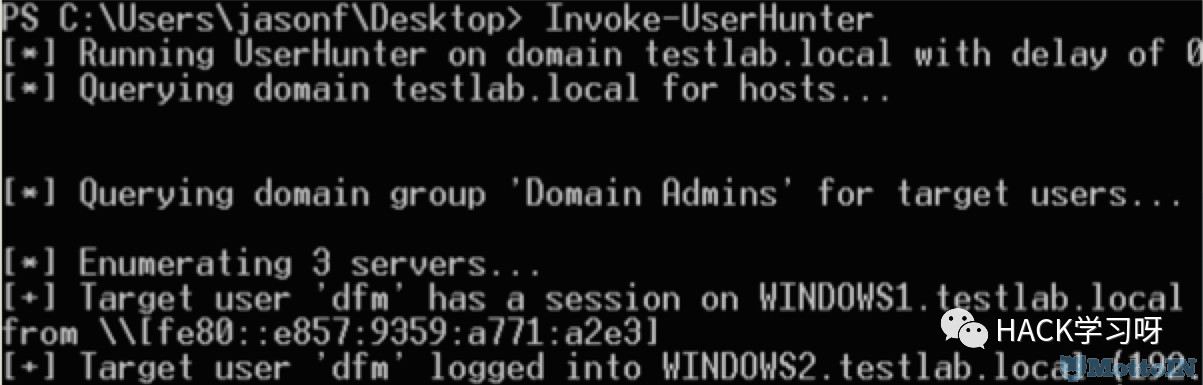 PS C:\Users\jasonf\Desktop> Invoke-UserHunter
[*] Running UserHunter on domain testlab.local with delay of 0
[*] Querying domain testlab.local for hosts...
[*] Querying domain group 'Domain Admins' for target users...
[*] Enumerating 3 servers...
[+] Target user 'dfm' has a session on WINDOWS1.testlab.local
from \\[fe80::e857:9359:a771:a2e3]
HACK学习呀
[+] Target user 'dfm' logged into WINDOWS2.testlab.local (192